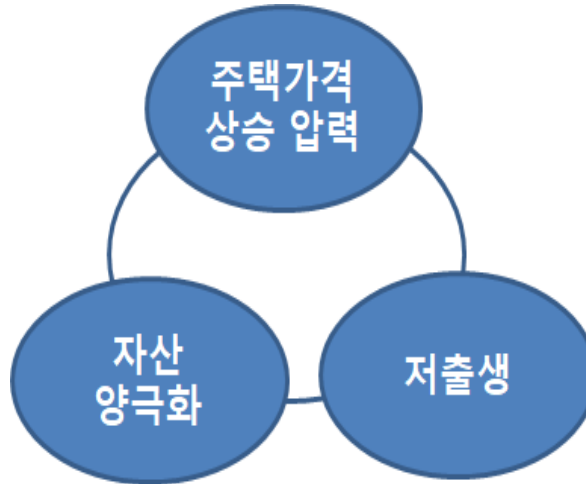 주택가격
상승 압력
자산
양극화
저출생